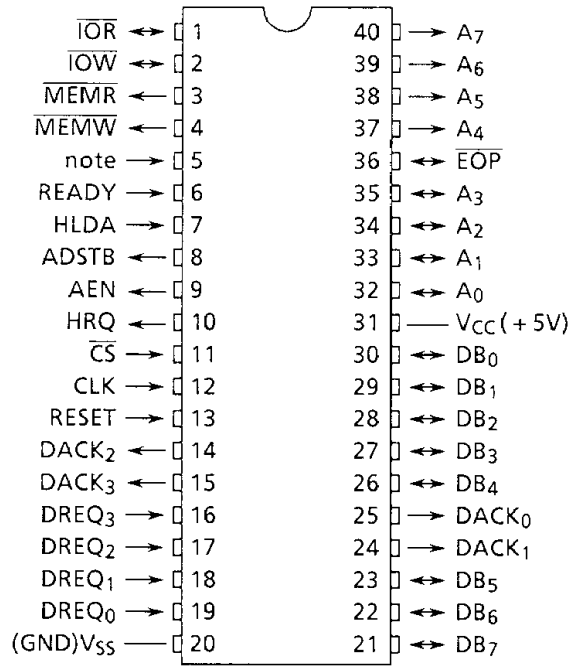 IOR 1 40 A7
IOW 2 39 A6
MEMR 3 38 A5
MEMW 4 37 A4
note 5 36 EOP
READY 6 35 A3
HLDA 7 34 A2
ADSTB 8 33 A1
AEN 9 32 A0
HRQ 10 31 VCC (+5V)
CS 11 30 DB0
CLK 12 29 DB1
RESET 13 28 DB2
DACK2 14 27 DB3
DACK3 15 26 DB4
DREQ3 16 25 DACK0
DREQ2 17 24 DACK1
DREQ1 18 23 DB5
DREQ0 19 22 DB6
(GND)VSS 20 21 DB7